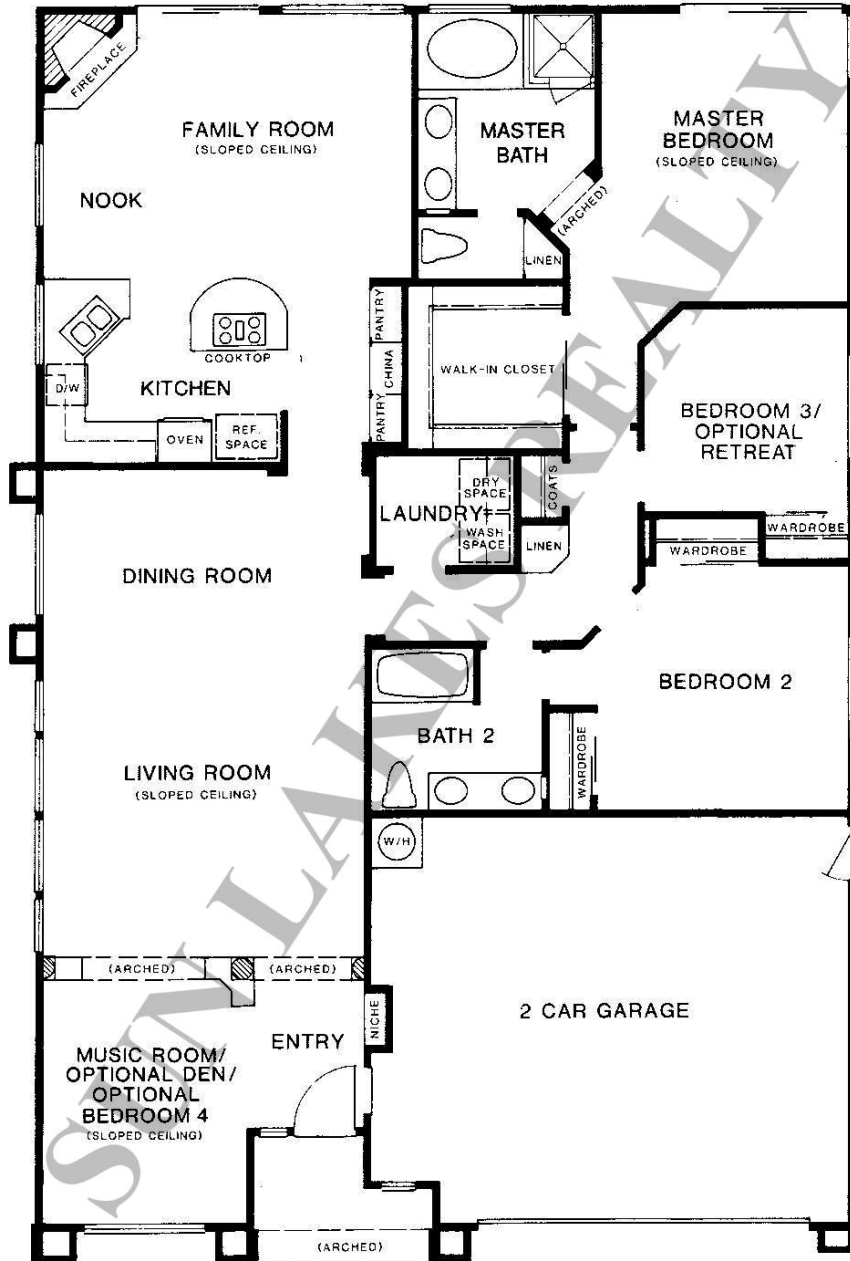 FIREPLACE
FAMILY ROOM
(SLOPED CEILING)
NOOK
MASTER
BATH
MASTER
BEDROOM
(SLOPED CEILING)
(ARCHED)
LINEN
COOKTOP
KITCHEN
D/W
OVEN
REF.
SPACE
PANTRY
CHINA
PANTRY
WALK-IN CLOSET
BEDROOM 3/
OPTIONAL
RETREAT
WARDROBE
WARDROBE
LAUNDRY
DRY
SPACE
WASH
SPACE
COATS
LINEN
DINING ROOM
BEDROOM 2
BATH 2
WARDROBE
LIVING ROOM
(SLOPED CEILING)
W/H
(ARCHED)
(ARCHED)
NICHE
2 CAR GARAGE
ENTRY
MUSIC ROOM/
OPTIONAL DEN/
OPTIONAL
BEDROOM 4
(SLOPED CEILING)
(ARCHED)
SUN LAKES REALTY